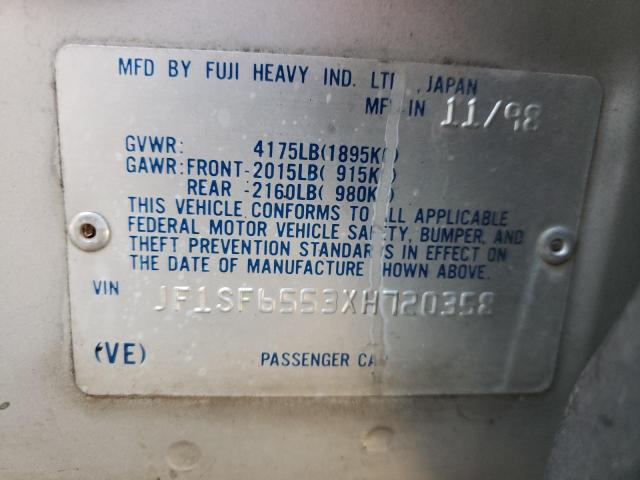 MFD BY FUJI HEAVY IND. LTD., JAPAN
MFD IN 11/98
GVWR: 4175LB(1895KG)
GAWR: FRONT-2015LB( 915KG)
REAR -2160LB( 980KG)
THIS VEHICLE CONFORMS TO ALL APPLICABLE
FEDERAL MOTOR VEHICLE SAFETY, BUMPER, AND
THEFT PREVENTION STANDARDS IN EFFECT ON
THE DATE OF MANUFACTURE SHOWN ABOVE.
VIN JF1SF6553XH720358
(VE) PASSENGER CAR